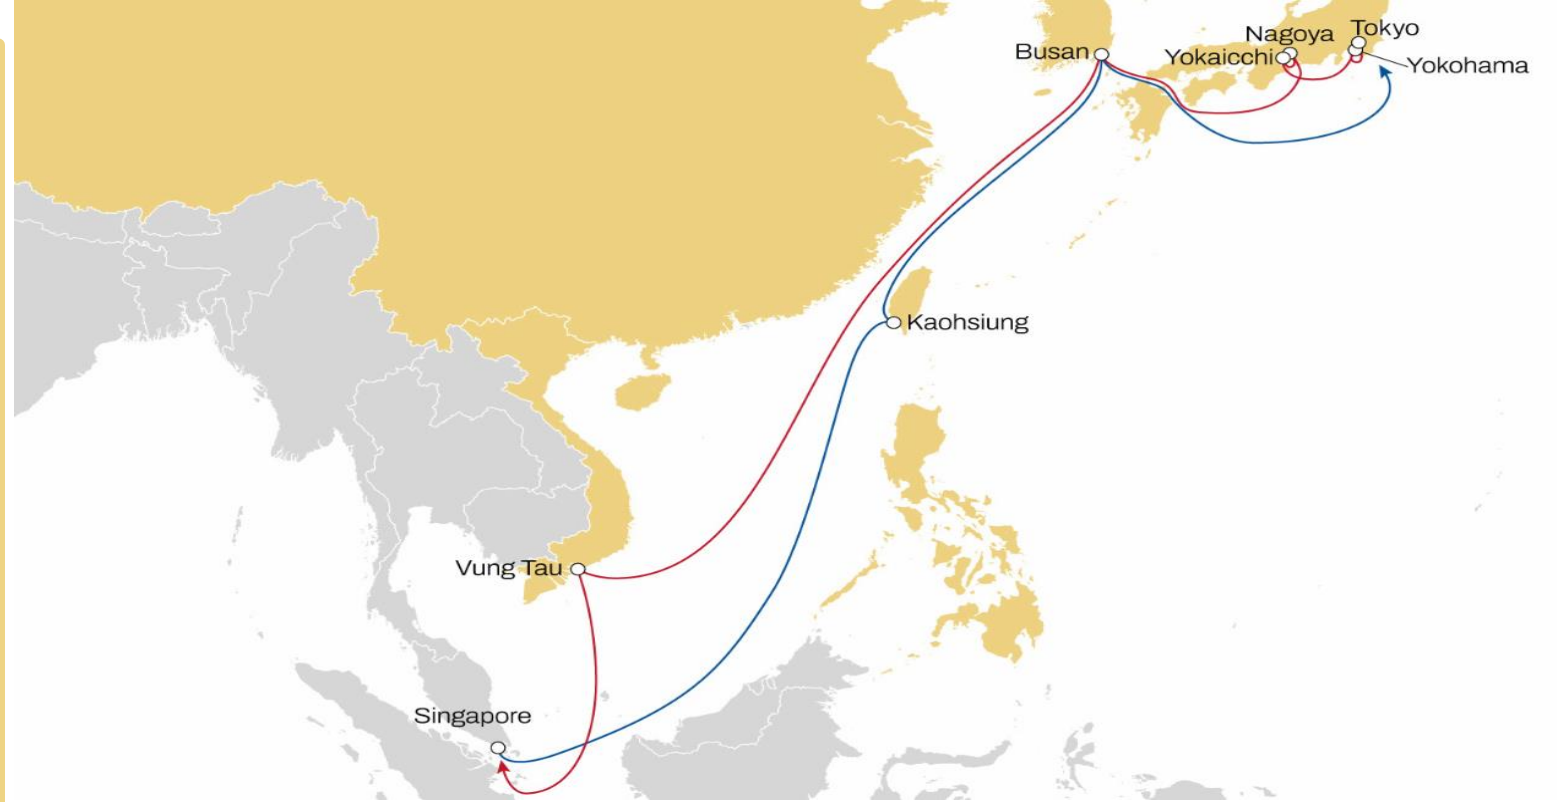 Tokyo
Nagoya
Busan
Yokaicchi
Yokohama
Kaohsiung
Vung Tau
Singapore